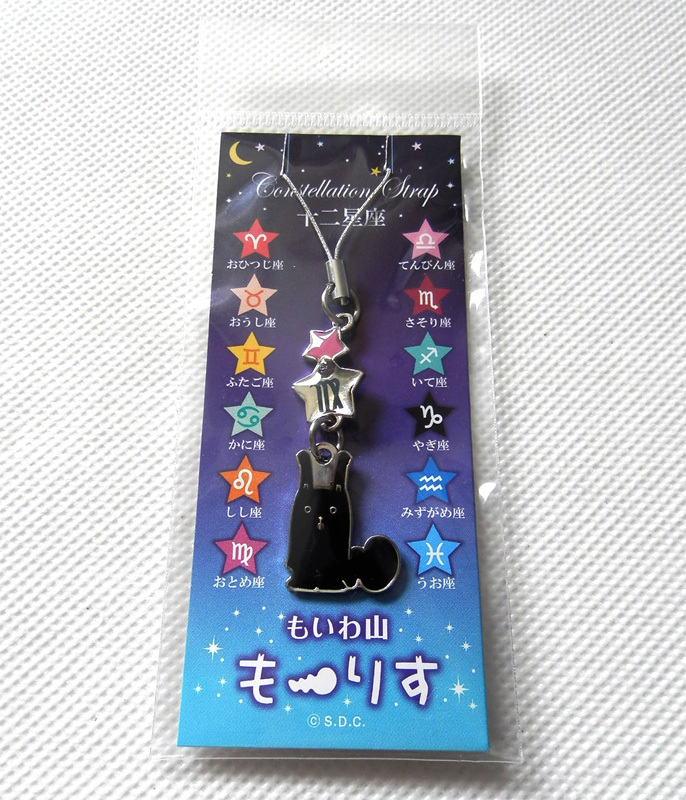 Constellation Strap
十二星座
おひつじ座
てんびん座
おうし座
さそり座
ふたご座
いて座
かに座
やぎ座
しし座
みずがめ座
おとめ座
うお座
もいわ山
もーりす
© S.D.C.